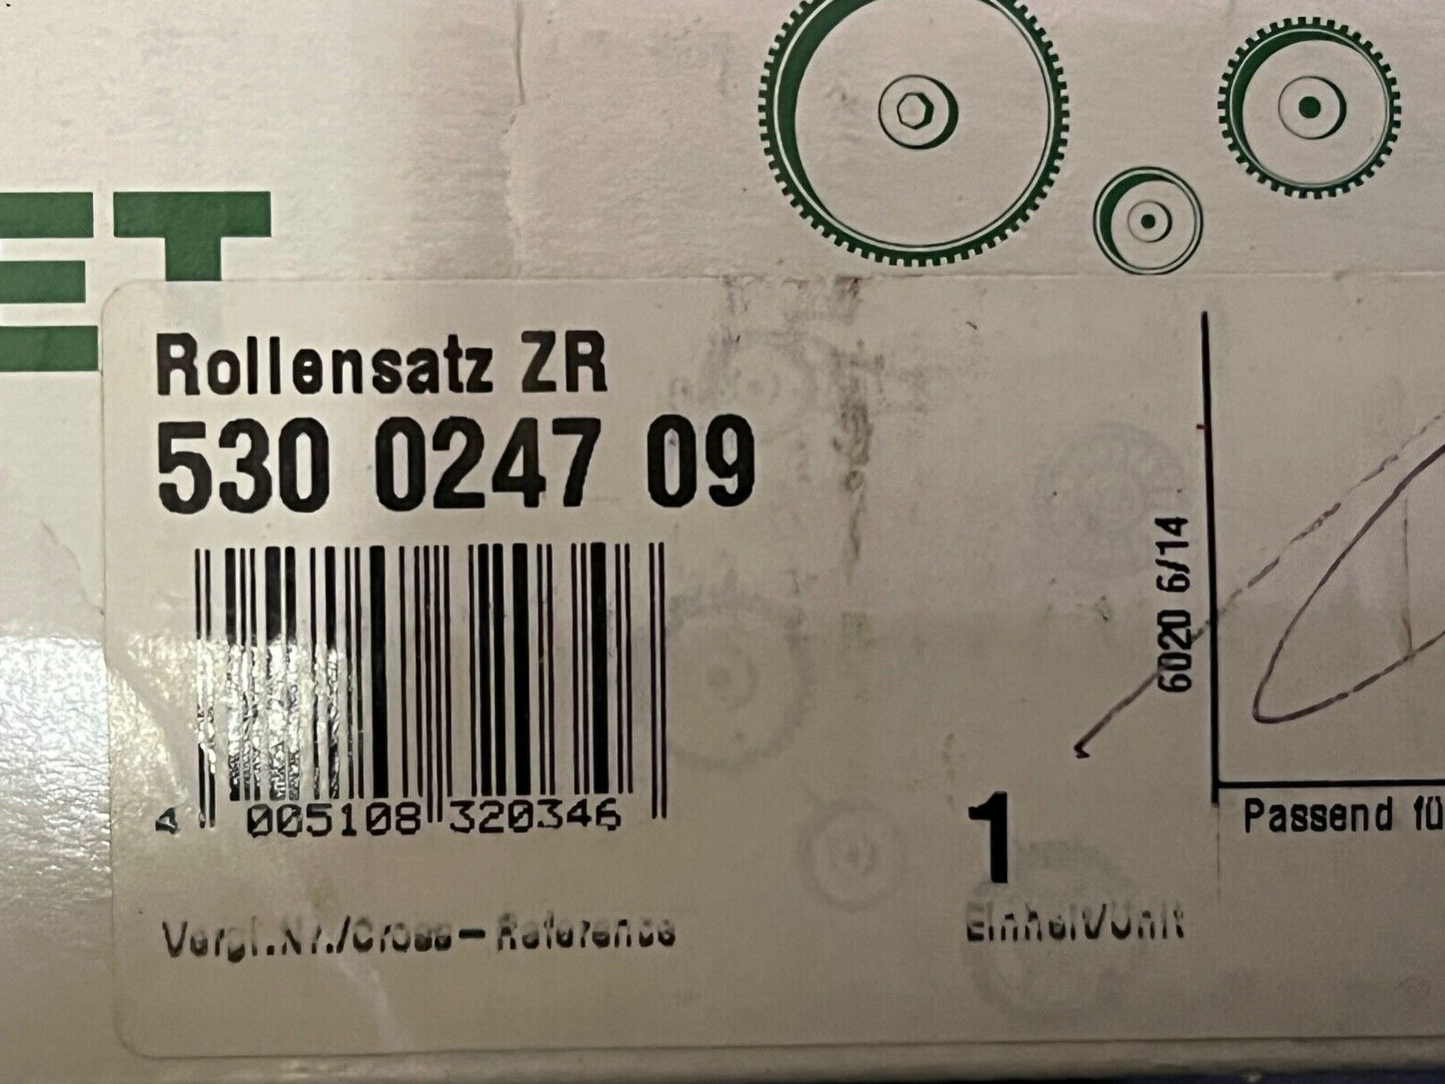 ET
Rollensatz ZR
530 0247 09
4 005108 320346
6020 6/14
1
Passend fü
Vergl.Nr./Cross-Reference
Einheit/Unit